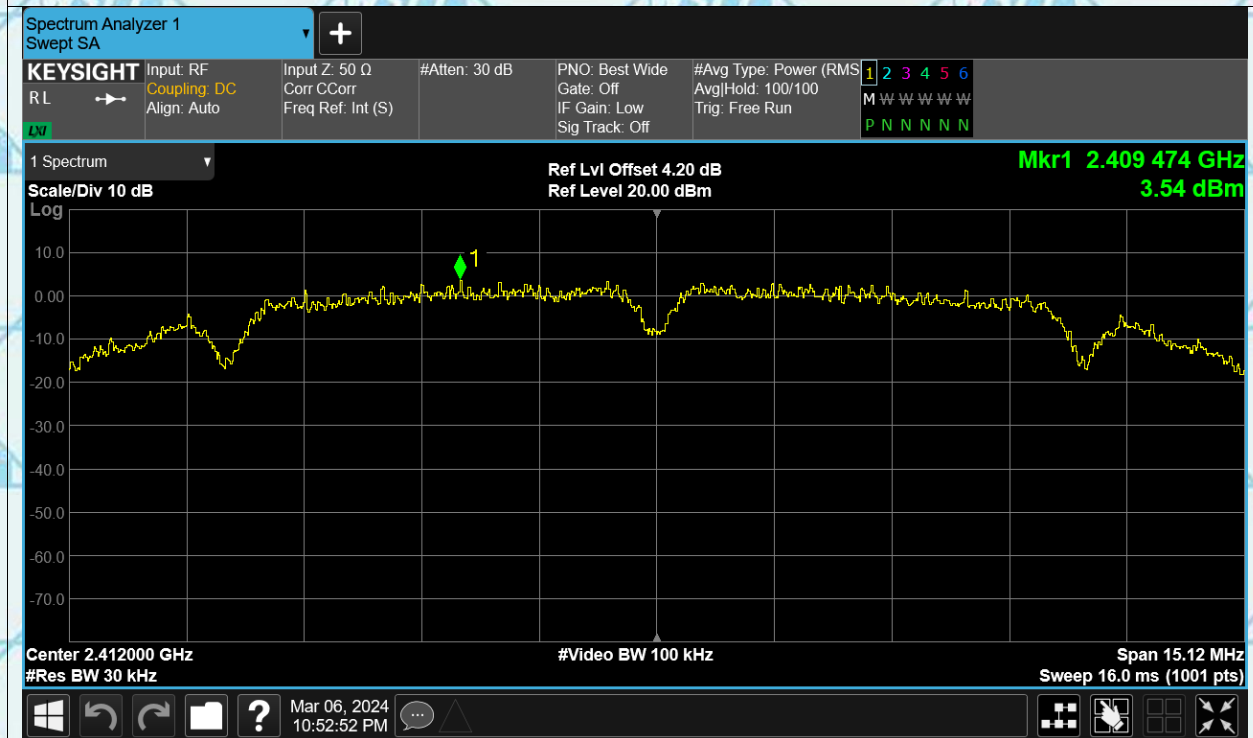 Spectrum Analyzer 1
Swept SA
+
KEYSIGHT
RL
LXI
Input: RF
Coupling: DC
Align: Auto
Input Z: 50 Ω
Corr CCorr
Freq Ref: Int (S)
#Atten: 30 dB
PNO: Best Wide
Gate: Off
IF Gain: Low
Sig Track: Off
#Avg Type: Power (RMS
Avg|Hold: 100/100
Trig: Free Run
1 2 3 4 5 6
M W W W W W
P N N N N N
1 Spectrum
Scale/Div 10 dB
Log
Ref Lvl Offset 4.20 dB
Ref Level 20.00 dBm
Mkr1 2.409 474 GHz
3.54 dBm
1
10.0
0.00
-10.0
-20.0
-30.0
-40.0
-50.0
-60.0
-70.0
Center 2.412000 GHz
#Video BW 100 kHz
Span 15.12 MHz
#Res BW 30 kHz
Sweep 16.0 ms (1001 pts)
?
Mar 06, 2024
10:52:52 PM